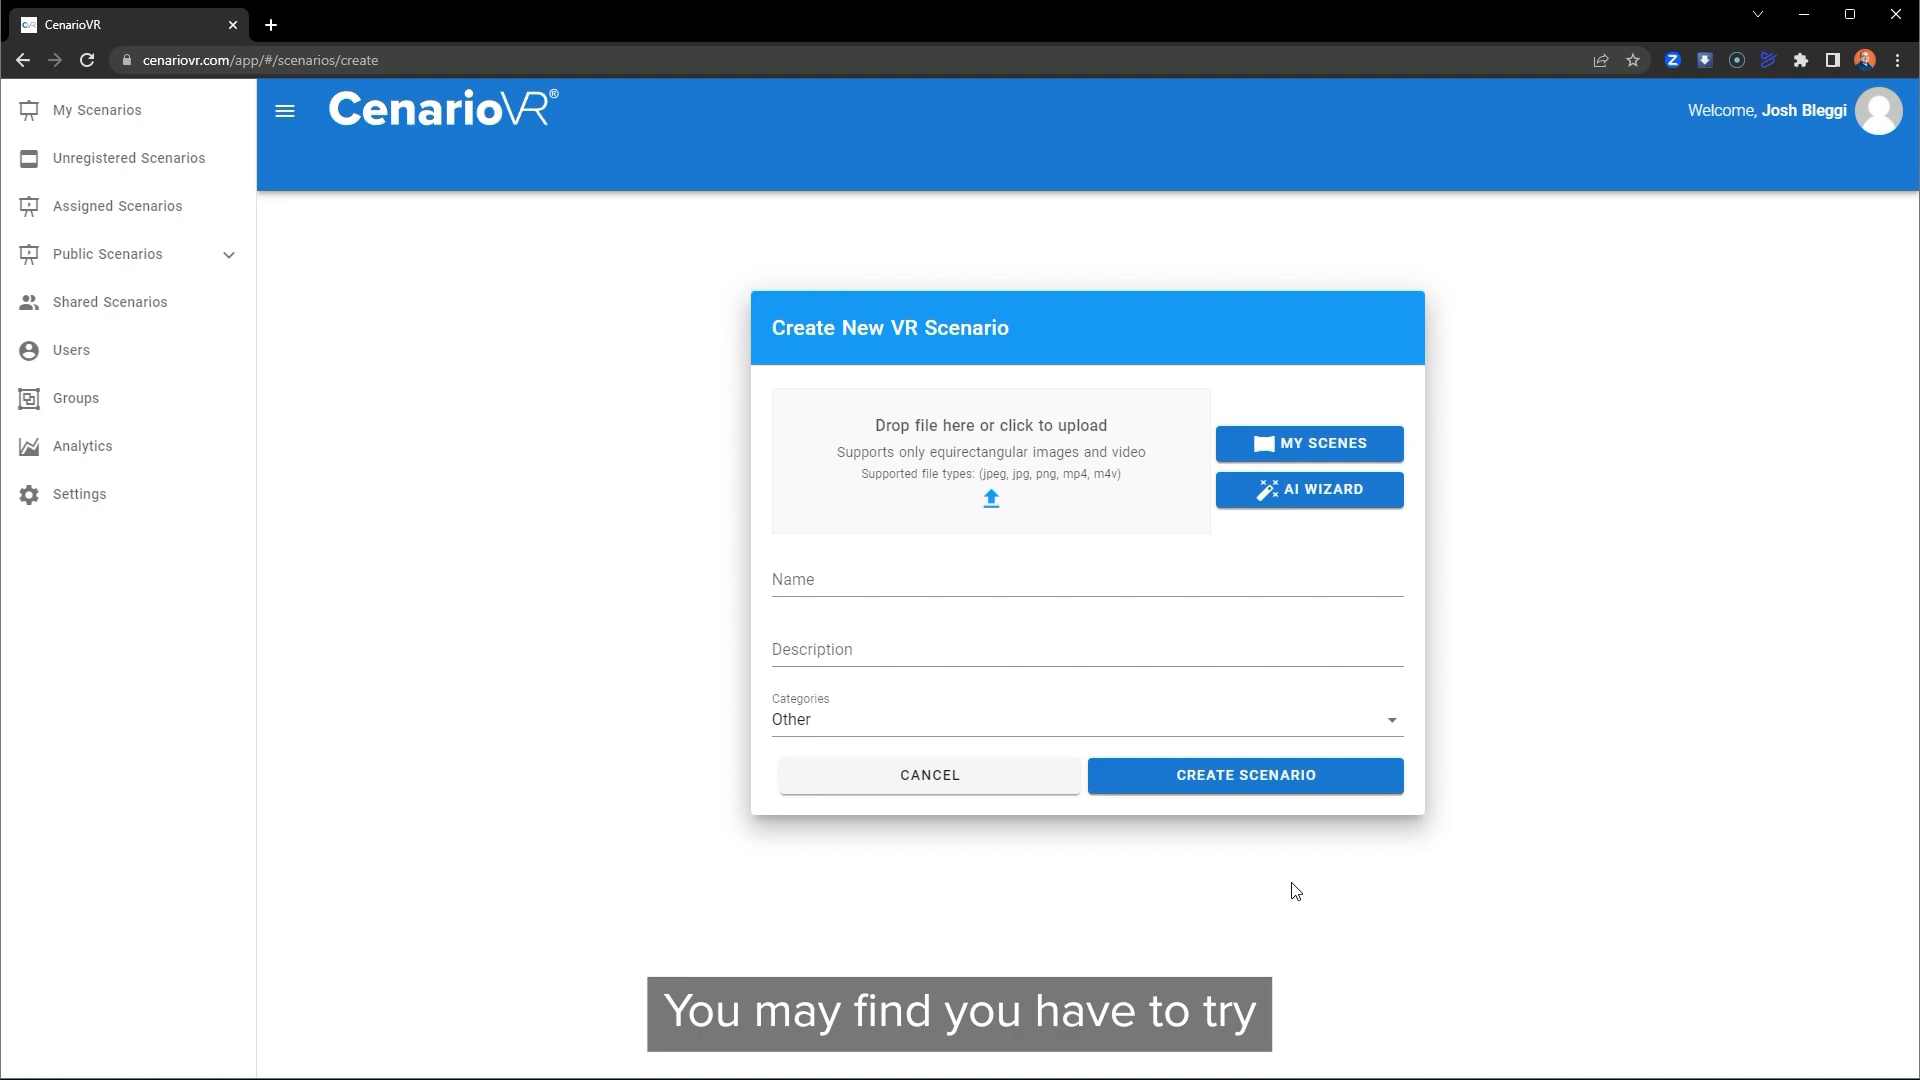 CenarioVR
cenariovr.com/app/#/scenarios/create
My Scenarios
Unregistered Scenarios
Assigned Scenarios
Public Scenarios
Shared Scenarios
Users
Groups
Analytics
Settings
CenarioVR®
Welcome, Josh Bleggi
Create New VR Scenario
Drop file here or click to upload
Supports only equirectangular images and video
Supported file types: (jpeg, jpg, png, mp4, m4v)
MY SCENES
AI WIZARD
Name
Description
Categories
Other
CANCEL
CREATE SCENARIO
You may find you have to try